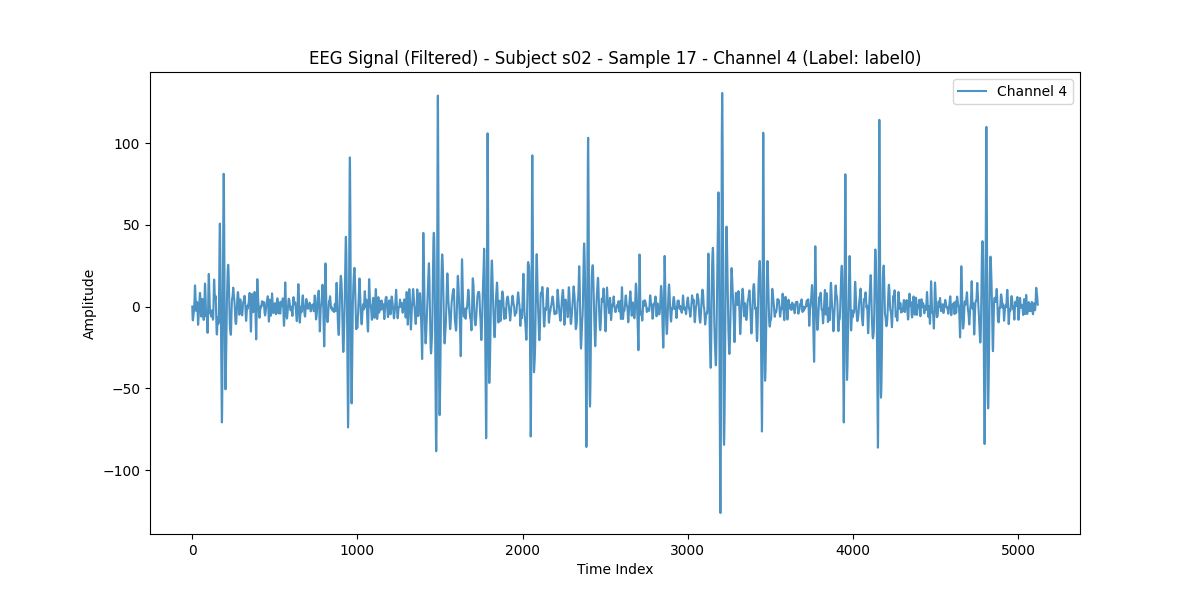 EEG Signal (Filtered) - Subject s02 - Sample 17 - Channel 4 (Label: label0)
Channel 4
Amplitude
100
50
0
−50
−100
0 1000 2000 3000 4000 5000
Time Index